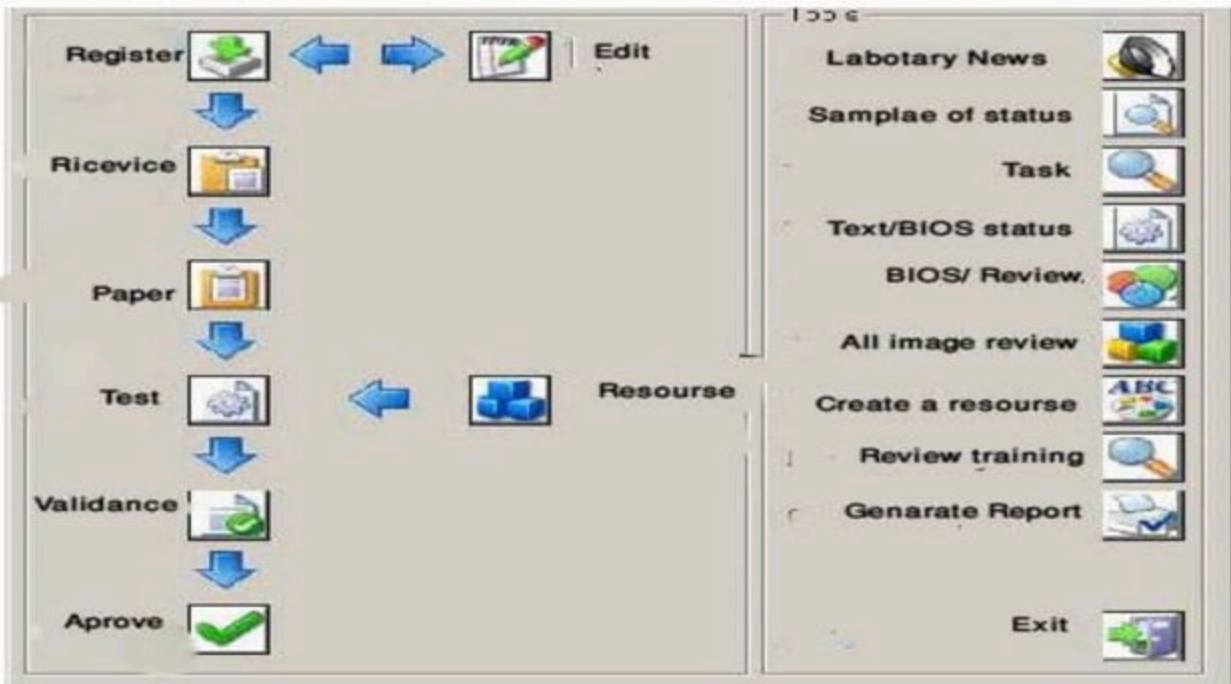 Register
Edit
Ricevice
Paper
Test
Resourse
Validance
Aprove
Labotary News
Samplae of status
Task
Text/BIOS status
BIOS/ Review.
All image review
ABC
Create a resourse
Review training
Genarate Report
Exit